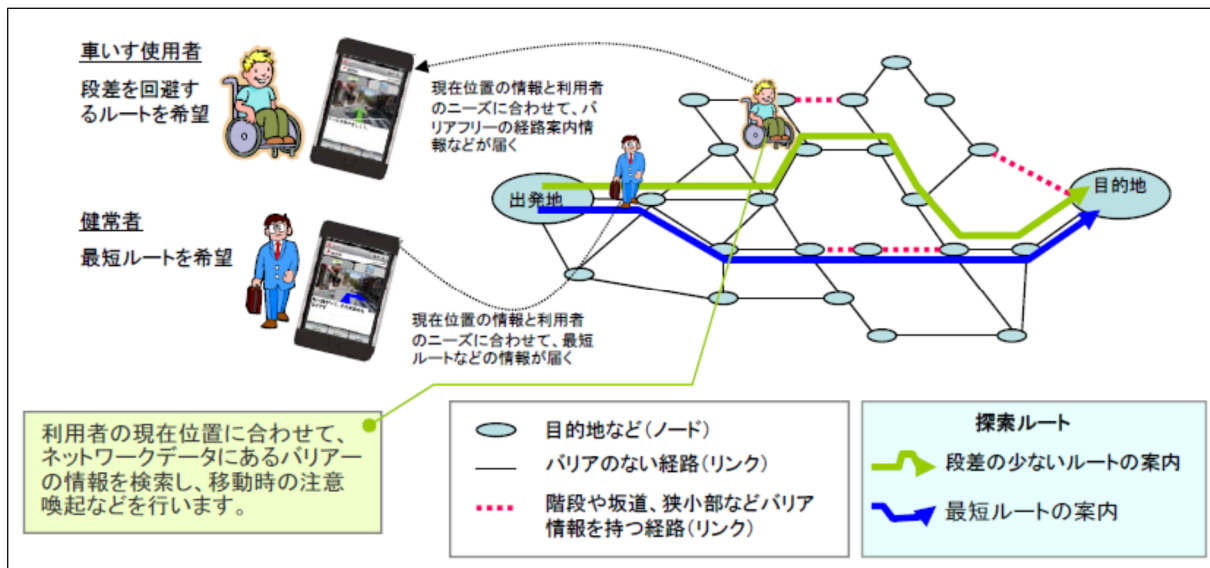 車いす使用者
段差を回避す
るルートを希望
現在位置の情報と利用者
のニーズに合わせて、バ
リアフリーの経路案内情
報などが届く
健常者
最短ルートを希望
現在位置の情報と利用者
のニーズに合わせて、最短
ルートなどの情報が届く
出発地
目的地
利用者の現在位置に合わせて、
ネットワークデータにあるバリアー
の情報を検索し、移動時の注意
喚起などを行います。
目的地など(ノード)
バリアのない経路(リンク)
階段や坂道、狭小部などバリア
情報を持つ経路(リンク)
探索ルート
段差の少ないルートの案内
最短ルートの案内